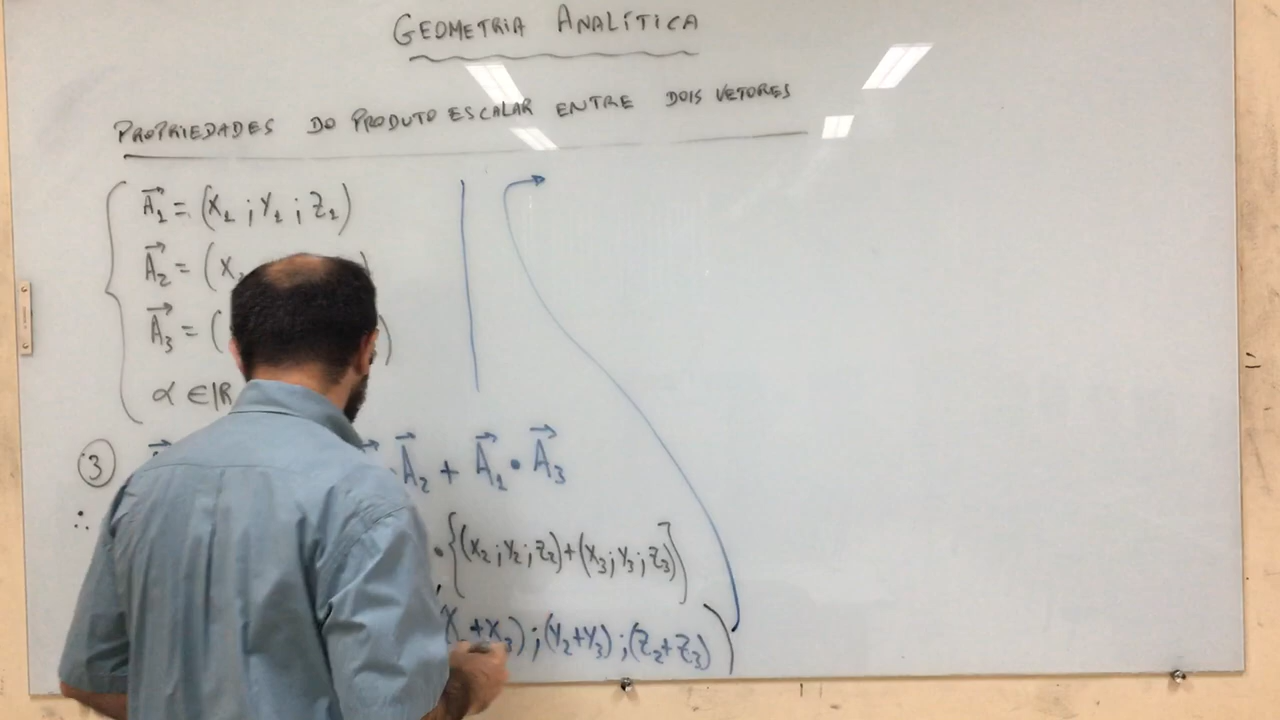 GEOMETRIA ANALÍTICA
PROPRIEDADES DO PRODUTO ESCALAR ENTRE DOIS VETORES
A⃗₁ = (X₁ ; Y₁ ; Z₁)
A⃗₂ = (X )
A⃗₃ = ( )
α ∈ IR
③ · A⃗₂ + A⃗₁ · A⃗₃
∴ · {(X₂ ; Y₂ ; Z₂) + (X₃ ; Y₃ ; Z₃)}
(X +X₃) ; (Y₂+Y₃) ; (Z₂+Z₃))